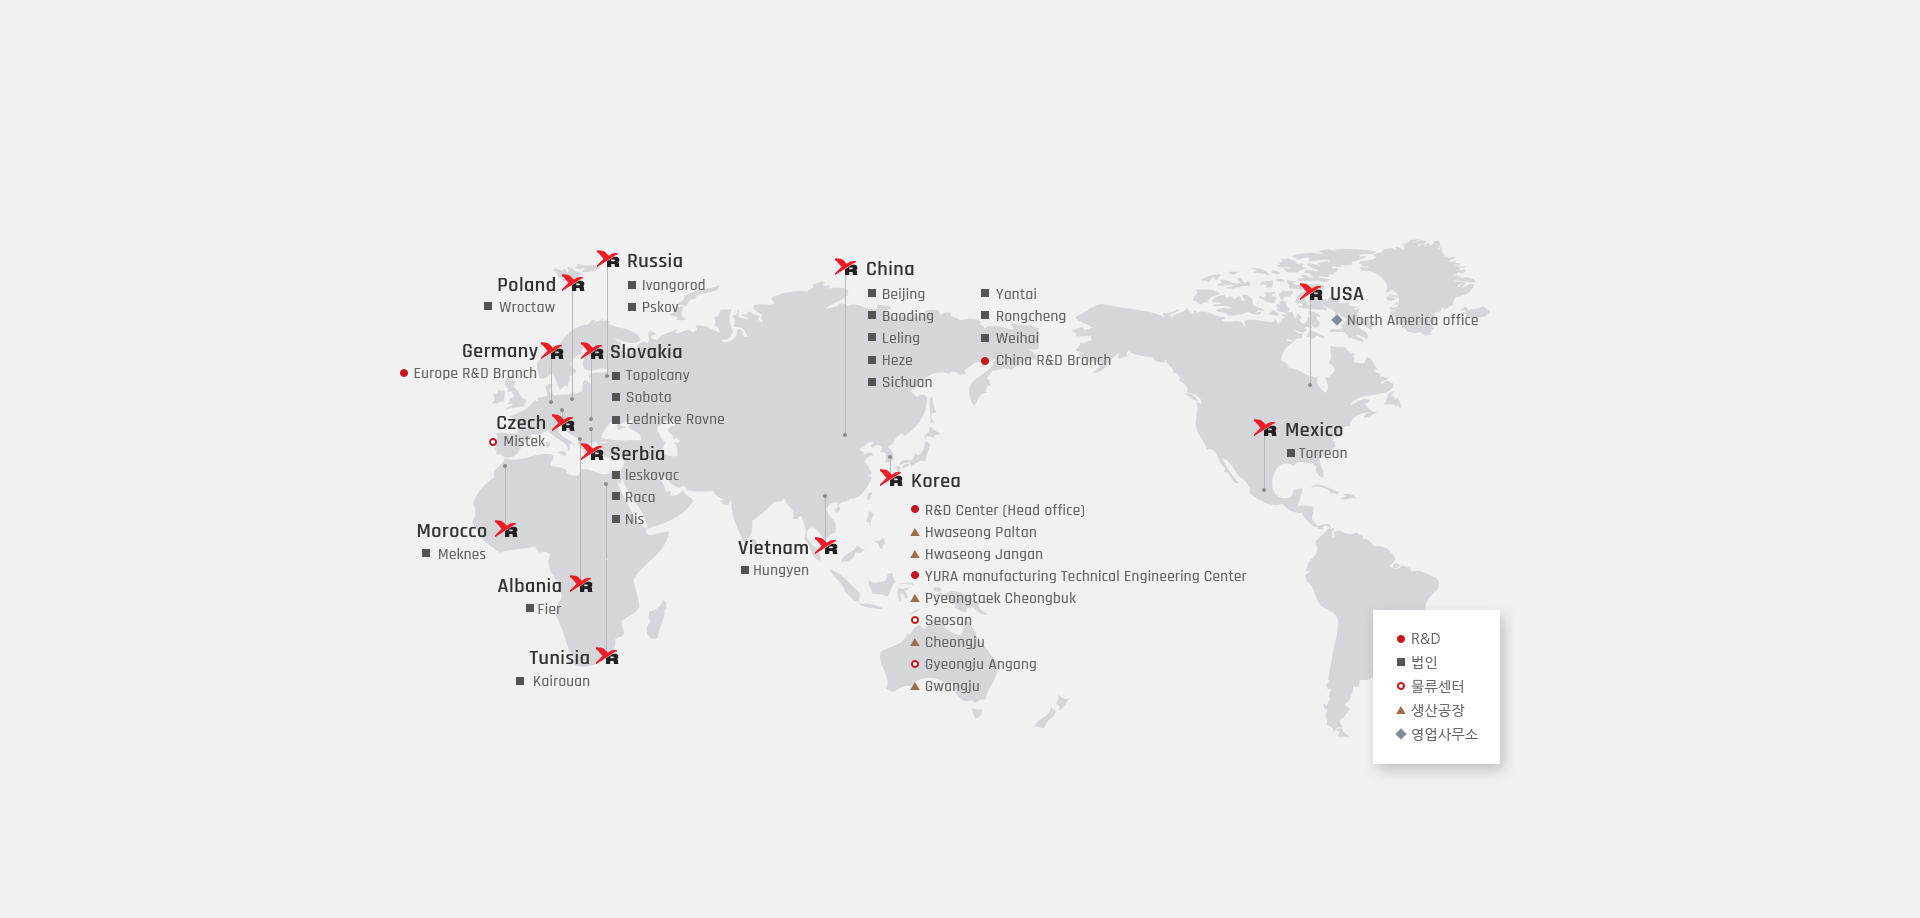 Russia
Ivangorod
Pskov
Poland
Wroctaw
Germany
Europe R&D Branch
Slovakia
Topolcany
Sobota
Lednicke Rovne
Czech
Mistek
Serbia
leskovac
Raca
Nis
Morocco
Meknes
Albania
Fier
Tunisia
Kairouan
China
Beijing
Baoding
Leling
Heze
Sichuan
Yantai
Rongcheng
Weihai
China R&D Branch
Vietnam
Hungyen
Korea
R&D Center (Head office)
Hwaseong Paltan
Hwaseong Jangan
YURA manufacturing Technical Engineering Center
Pyeongtaek Cheongbuk
Seosan
Cheongju
Gyeongju Angang
Gwangju
USA
North America office
Mexico
Torreon
R&D
법인
물류센터
생산공장
영업사무소